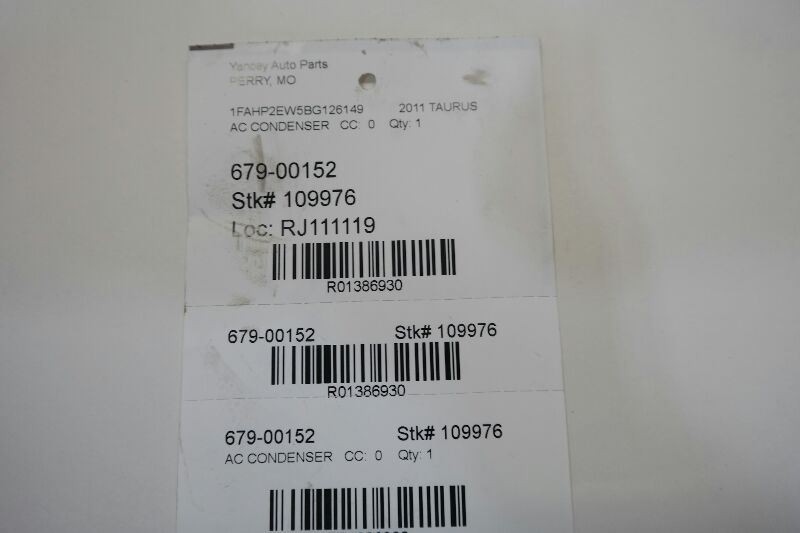 Yancey Auto Parts
PERRY, MO
1FAHP2EW5BG126149 2011 TAURUS
AC CONDENSER CC: 0 Qty: 1
679-00152
Stk# 109976
Loc: RJ111119
R01386930
679-00152 Stk# 109976
R01386930
679-00152 Stk# 109976
AC CONDENSER CC: 0 Qty: 1